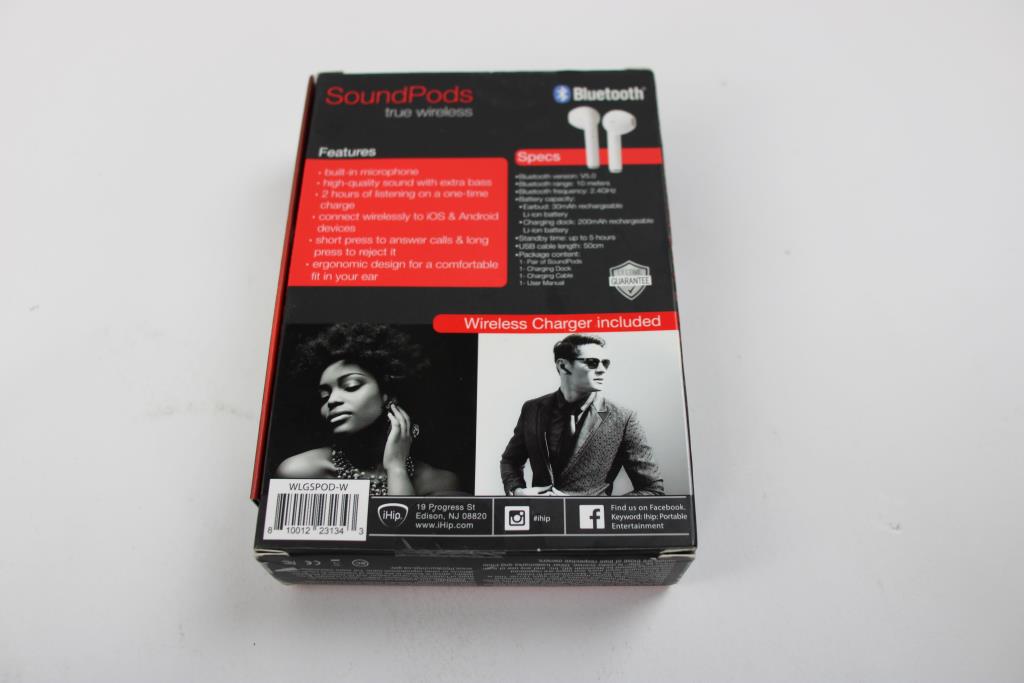 SoundPods
true wireless
Bluetooth
Features
• built-in microphone
• high-quality sound with extra bass
• 2 hours of listening on a one-time
charge
• connect wirelessly to iOS & Android
devices
• short press to answer calls & long
press to reject it
• ergonomic design for a comfortable
fit in your ear
Specs
•Bluetooth version: V5.0
•Bluetooth range: 10 meters
•Bluetooth frequency: 2.4GHz
•Battery capacity:
•Earbud: 30mAh rechargeable
Li-ion battery
•Charging dock: 200mAh rechargeable
Li-ion battery
•Standby time: up to 5 hours
•USB cable length: 50cm
•Package content:
1- Pair of SoundPods
1- Charging Dock
1- Charging Cable
1- User Manual
GUARANTEE
Wireless Charger included
WLGSPOD-W
8 10012 23134 3
iHip
19 Progress St
Edison, NJ 08820
www.iHip.com
#ihip
Find us on Facebook.
Keyword: Ihip: Portable
Entertainment